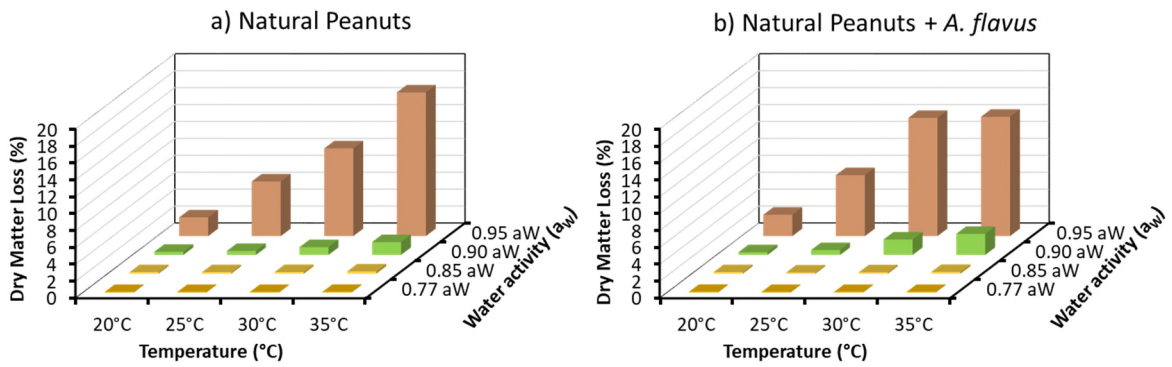 a) Natural Peanuts
Dry Matter Loss (%)
20
18
16
14
12
10
8
6
4
2
0
20°C 25°C 30°C 35°C
Temperature (°C)
0.95 aW
0.90 aW
0.85 aW
0.77 aW
Water activity (aw)
b) Natural Peanuts + A. flavus
Dry Matter Loss (%)
20
18
16
14
12
10
8
6
4
2
0
20°C 25°C 30°C 35°C
Temperature (°C)
0.95 aW
0.90 aW
0.85 aW
0.77 aW
Water activity (aw)